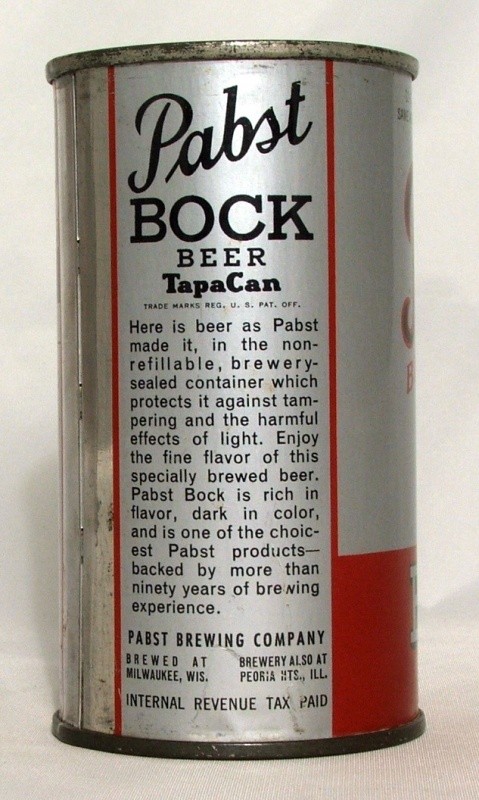 Pabst
BOCK
BEER
TapaCan
TRADE MARKS REG. U. S. PAT. OFF.
Here is beer as Pabst
made it, in the non-
refillable, brewery-
sealed container which
protects it against tam-
pering and the harmful
effects of light. Enjoy
the fine flavor of this
specially brewed beer.
Pabst Bock is rich in
flavor, dark in color,
and is one of the choic-
est Pabst products—
backed by more than
ninety years of brewing
experience.
PABST BREWING COMPANY
BREWED AT BREWERY ALSO AT
MILWAUKEE, WIS. PEORIA HTS., ILL.
INTERNAL REVENUE TAX PAID